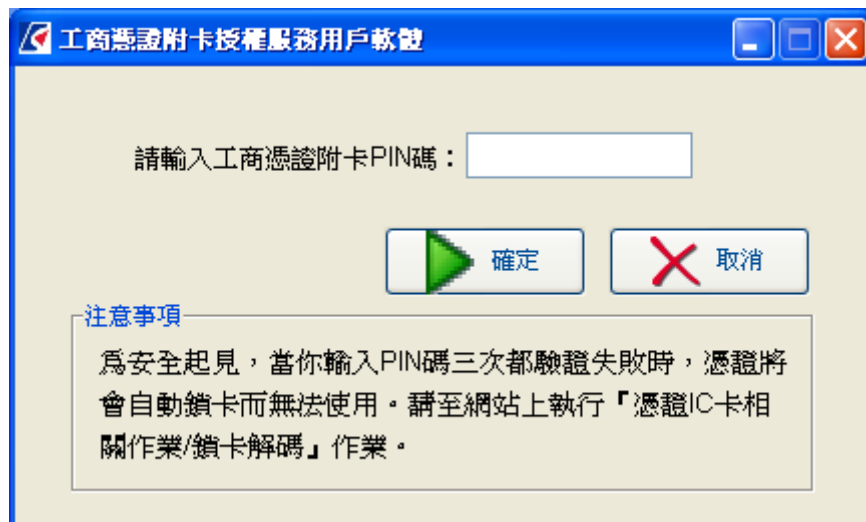 工商憑證附卡授權服務用戶軟體
請輸入工商憑證附卡PIN碼：
確定
取消
注意事項
為安全起見，當你輸入PIN碼三次都驗證失敗時，憑證將
會自動鎖卡而無法使用。請至網站上執行「憑證IC卡相
關作業/鎖卡解碼」作業。